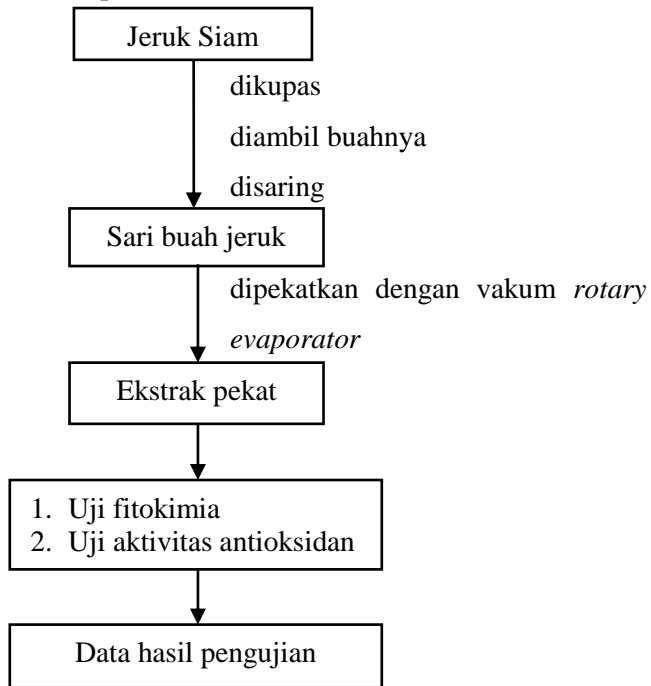 Jeruk Siam
dikupas
diambil buahnya
disaring
Sari buah jeruk
dipekatkan dengan vakum rotary
evaporator
Ekstrak pekat
1. Uji fitokimia
2. Uji aktivitas antioksidan
Data hasil pengujian